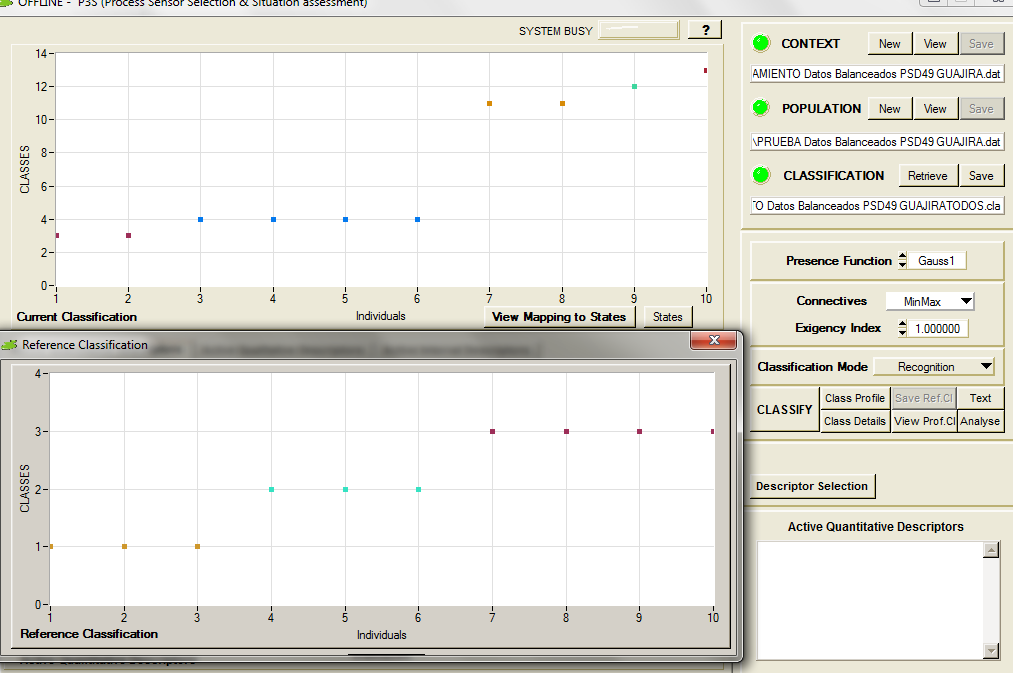 OFFLINE - P3S (Process Sensor Selection & Situation assessment)
SYSTEM BUSY
?
14
12
10
8
6
4
2
0
CLASSES
1 2 3 4 5 6 7 8 9 10
Current Classification
Individuals
View Mapping to States
States
Reference Classification
4
3
2
1
0
CLASSES
1 2 3 4 5 6 7 8 9 10
Reference Classification
Individuals
CONTEXT
New View Save
AMIENTO Datos Balanceados PSD49 GUAJIRA.dat
POPULATION
New View Save
\PRUEBA Datos Balanceados PSD49 GUAJIRA.dat
CLASSIFICATION
Retrieve Save
TO Datos Balanceados PSD49 GUAJIRATODOS.cla
Presence Function Gauss1
Connectives MinMax
Exigency Index 1.000000
Classification Mode Recognition
CLASSIFY
Class Profile Save Ref.Cl Text
Class Details View Prof.Cl Analyse
Descriptor Selection
Active Quantitative Descriptors